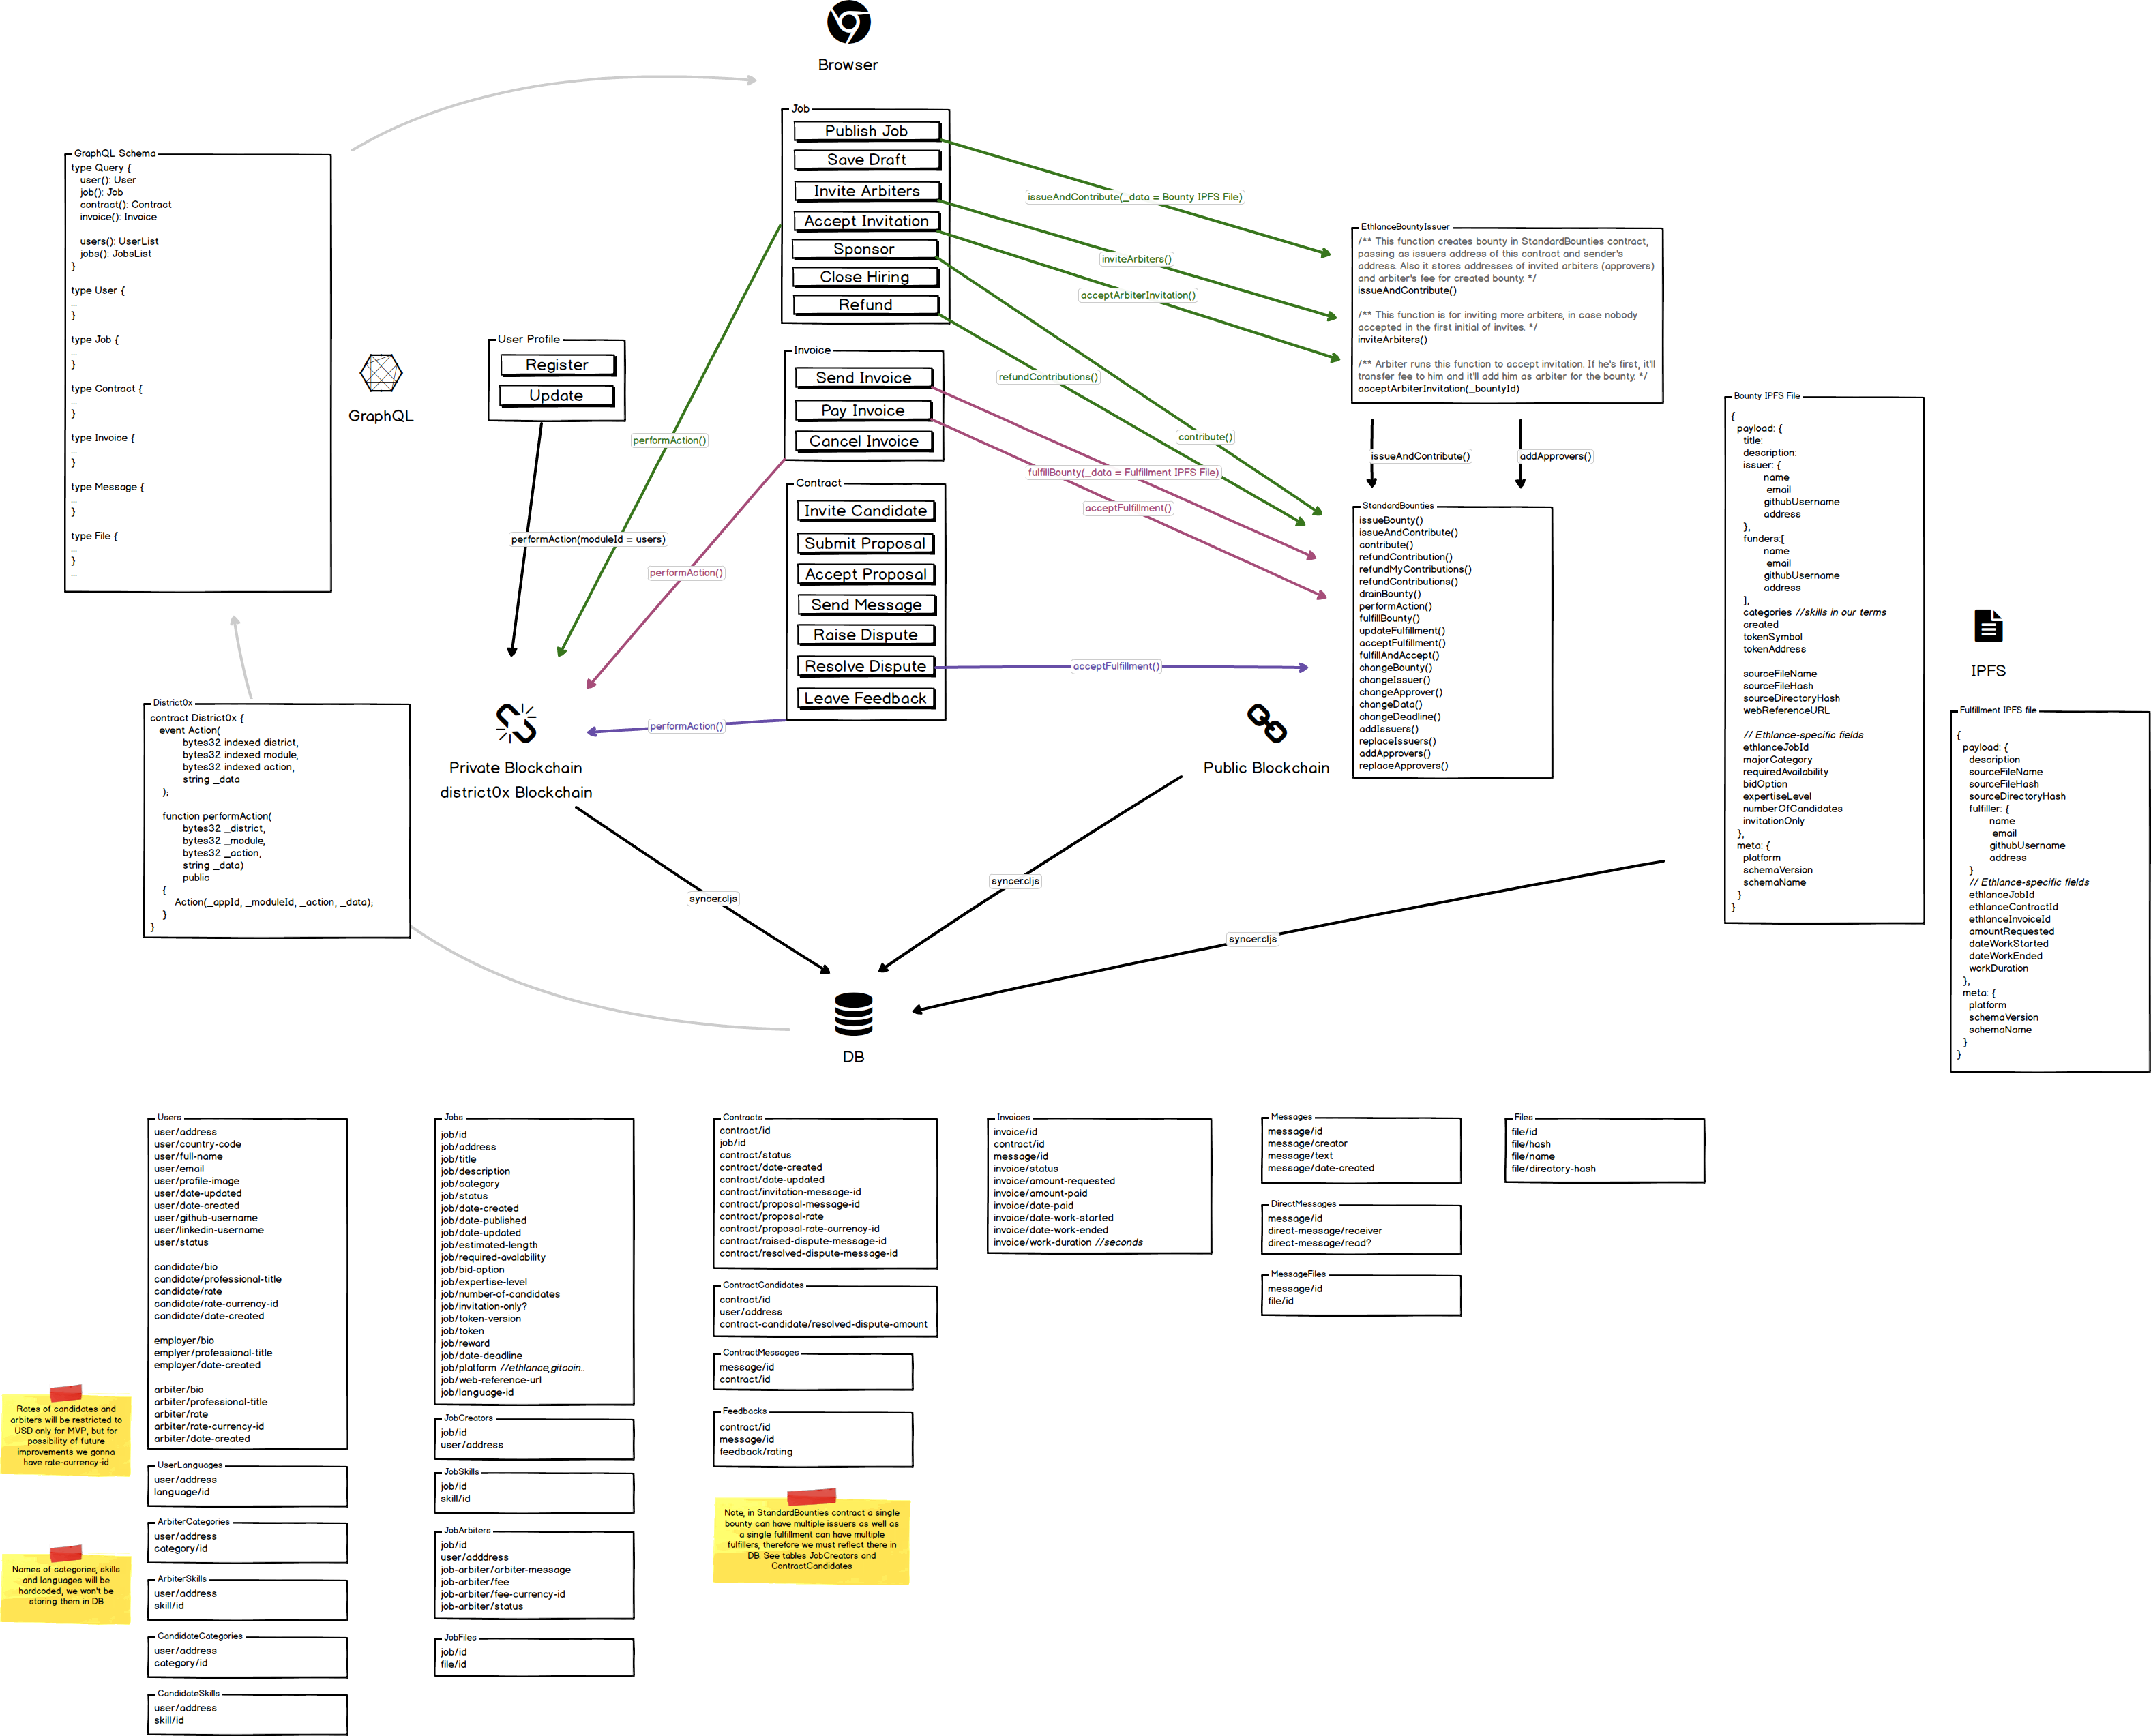 Browser
Job
Publish Job
Save Draft
Invite Arbiters
Accept Invitation
Sponsor
Close Hiring
Refund
Invoice
Send Invoice
Pay Invoice
Cancel Invoice
Contract
Invite Candidate
Submit Proposal
Accept Proposal
Send Message
Raise Dispute
Resolve Dispute
Leave Feedback
GraphQL Schema
type Query {
user(): User
job(): Job
contract(): Contract
invoice(): Invoice
users(): UserList
jobs(): JobsList
}
type User {
...
}
type Job {
...
}
type Contract {
...
}
type Invoice {
...
}
type Message {
...
}
type File {
...
}
...
GraphQL
User Profile
Register
Update
performAction(moduleId = users)
performAction()
performAction()
performAction()
issueAndContribute(_data = Bounty IPFS File)
inviteArbiters()
acceptArbiterInvitation()
refundContributions()
contribute()
fulfillBounty(_data = Fulfillment IPFS File)
acceptFulfillment()
acceptFulfillment()
EthlanceBountyIssuer
/** This function creates bounty in StandardBounties contract,
passing as issuers address of this contract and sender's
address. Also it stores addresses of invited arbiters (approvers)
and arbiter's fee for created bounty. */
issueAndContribute()
/** This function is for inviting more arbiters, in case nobody
accepted in the first initial of invites. */
inviteArbiters()
/** Arbiter runs this function to accept invitation. If he's first, it'll
transfer fee to him and it'll add him as arbiter for the bounty. */
acceptArbiterInvitation(_bountyId)
issueAndContribute()
addApprovers()
StandardBounties
issueBounty()
issueAndContribute()
contribute()
refundContribution()
refundMyContributions()
refundContributions()
drainBounty()
performAction()
fulfillBounty()
updateFulfillment()
acceptFulfillment()
fulfillAndAccept()
changeBounty()
changeIssuer()
changeApprover()
changeData()
changeDeadline()
addIssuers()
replaceIssuers()
addApprovers()
replaceApprovers()
Bounty IPFS File
{
payload: {
title:
description:
issuer: {
name
email
githubUsername
address
},
funders:[
name
email
githubUsername
address
],
categories //skills in our terms
created
tokenSymbol
tokenAddress
sourceFileName
sourceFileHash
sourceDirectoryHash
webReferenceURL
// Ethlance-specific fields
ethlanceJobId
majorCategory
requiredAvailability
bidOption
expertiseLevel
numberOfCandidates
invitationOnly
},
meta: {
platform
schemaVersion
schemaName
}
}
IPFS
Fulfillment IPFS file
{
payload: {
description
sourceFileName
sourceFileHash
sourceDirectoryHash
fulfiller: {
name
email
githubUsername
address
}
// Ethlance-specific fields
ethlanceJobId
ethlanceContractId
ethlanceInvoiceId
amountRequested
dateWorkStarted
dateWorkEnded
workDuration
},
meta: {
platform
schemaVersion
schemaName
}
}
District0x
contract District0x {
event Action(
bytes32 indexed district,
bytes32 indexed module,
bytes32 indexed action,
string _data
);
function performAction(
bytes32 _district,
bytes32 _module,
bytes32 _action,
string _data)
public
{
Action(_appId, _moduleId, _action, _data);
}
}
Private Blockchain
district0x Blockchain
Public Blockchain
syncer.cljs
syncer.cljs
syncer.cljs
DB
Users
user/address
user/country-code
user/full-name
user/email
user/profile-image
user/date-updated
user/date-created
user/github-username
user/linkedin-username
user/status
candidate/bio
candidate/professional-title
candidate/rate
candidate/rate-currency-id
candidate/date-created
employer/bio
emplyer/professional-title
employer/date-created
arbiter/bio
arbiter/professional-title
arbiter/rate
arbiter/rate-currency-id
arbiter/date-created
Rates of candidates and
arbiters will be restricted to
USD only for MVP, but for
possibility of future
improvements we gonna
have rate-currency-id
UserLanguages
user/address
language/id
ArbiterCategories
user/address
category/id
Names of categories, skills
and languages will be
hardcoded, we won't be
storing them in DB
ArbiterSkills
user/address
skill/id
CandidateCategories
user/address
category/id
CandidateSkills
user/address
skill/id
Jobs
job/id
job/address
job/title
job/description
job/category
job/status
job/date-created
job/date-published
job/date-updated
job/estimated-length
job/required-avalability
job/bid-option
job/expertise-level
job/number-of-candidates
job/invitation-only?
job/token-version
job/token
job/reward
job/date-deadline
job/platform //ethlance,gitcoin..
job/web-reference-url
job/language-id
JobCreators
job/id
user/address
JobSkills
job/id
skill/id
JobArbiters
job/id
user/adddress
job-arbiter/arbiter-message
job-arbiter/fee
job-arbiter/fee-currency-id
job-arbiter/status
JobFiles
job/id
file/id
Contracts
contract/id
job/id
contract/status
contract/date-created
contract/date-updated
contract/invitation-message-id
contract/proposal-message-id
contract/proposal-rate
contract/proposal-rate-currency-id
contract/raised-dispute-message-id
contract/resolved-dispute-message-id
ContractCandidates
contract/id
user/address
contract-candidate/resolved-dispute-amount
ContractMessages
message/id
contract/id
Feedbacks
contract/id
message/id
feedback/rating
Note, in StandardBounties contract a single
bounty can have multiple issuers as well as
a single fulfillment can have multiple
fulfillers, therefore we must reflect there in
DB. See tables JobCreators and
ContractCandidates
Invoices
invoice/id
contract/id
message/id
invoice/status
invoice/amount-requested
invoice/amount-paid
invoice/date-paid
invoice/date-work-started
invoice/date-work-ended
invoice/work-duration //seconds
Messages
message/id
message/creator
message/text
message/date-created
DirectMessages
message/id
direct-message/receiver
direct-message/read?
MessageFiles
message/id
file/id
Files
file/id
file/hash
file/name
file/directory-hash